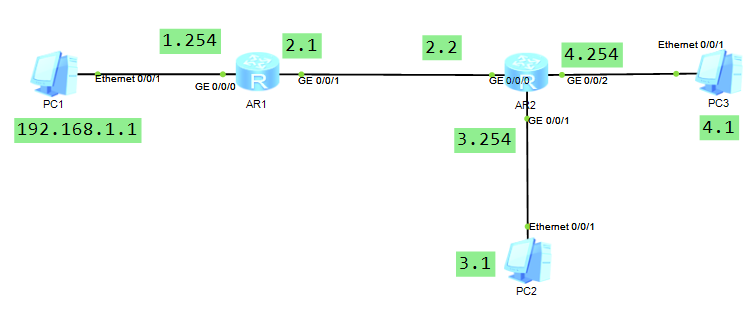 1.254
2.1
2.2
4.254
Ethernet 0/0/1
Ethernet 0/0/1
GE 0/0/0
GE 0/0/1
GE 0/0/0
GE 0/0/2
R
R
PC1
AR1
AR2
PC3
192.168.1.1
GE 0/0/1
4.1
3.254
Ethernet 0/0/1
3.1
PC2